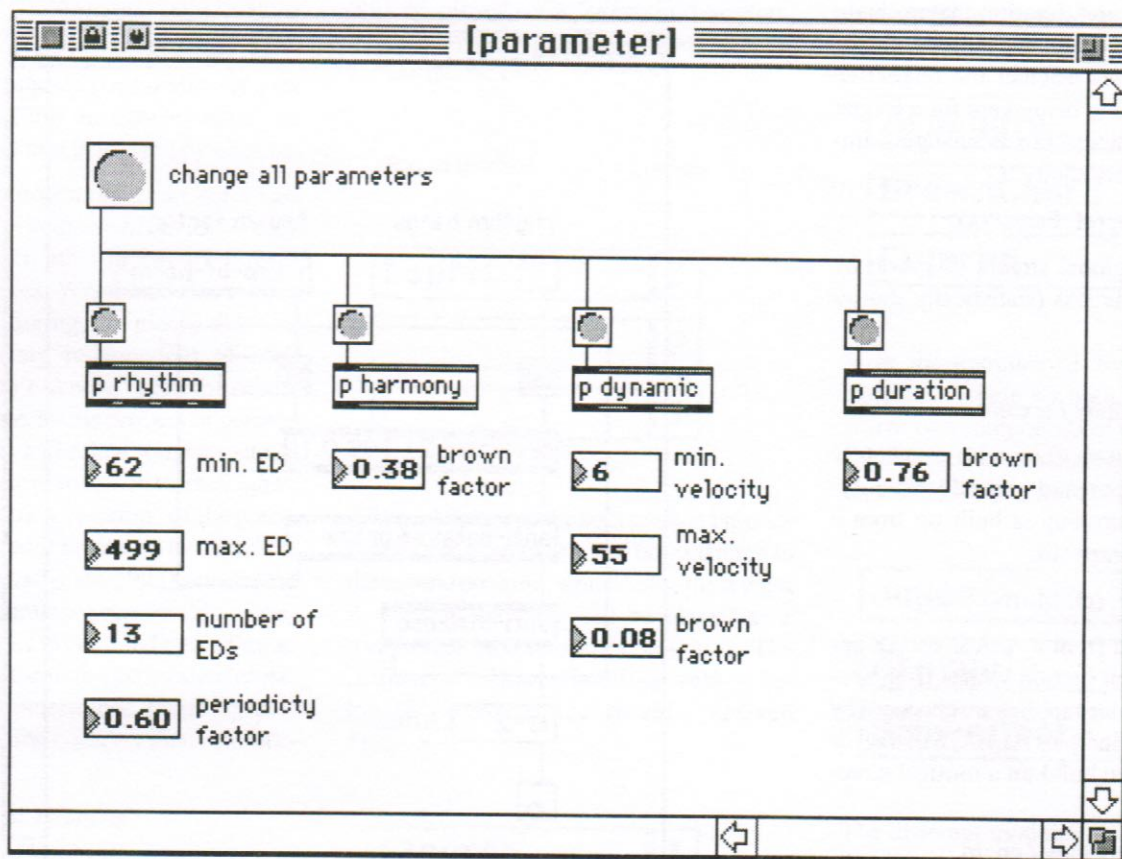 [parameter]
change all parameters
p rhythm
p harmony
p dynamic
p duration
62
min. ED
499
max. ED
13
number of
EDs
0.60
periodicty
factor
0.38
brown
factor
6
min.
velocity
55
max.
velocity
0.08
brown
factor
0.76
brown
factor